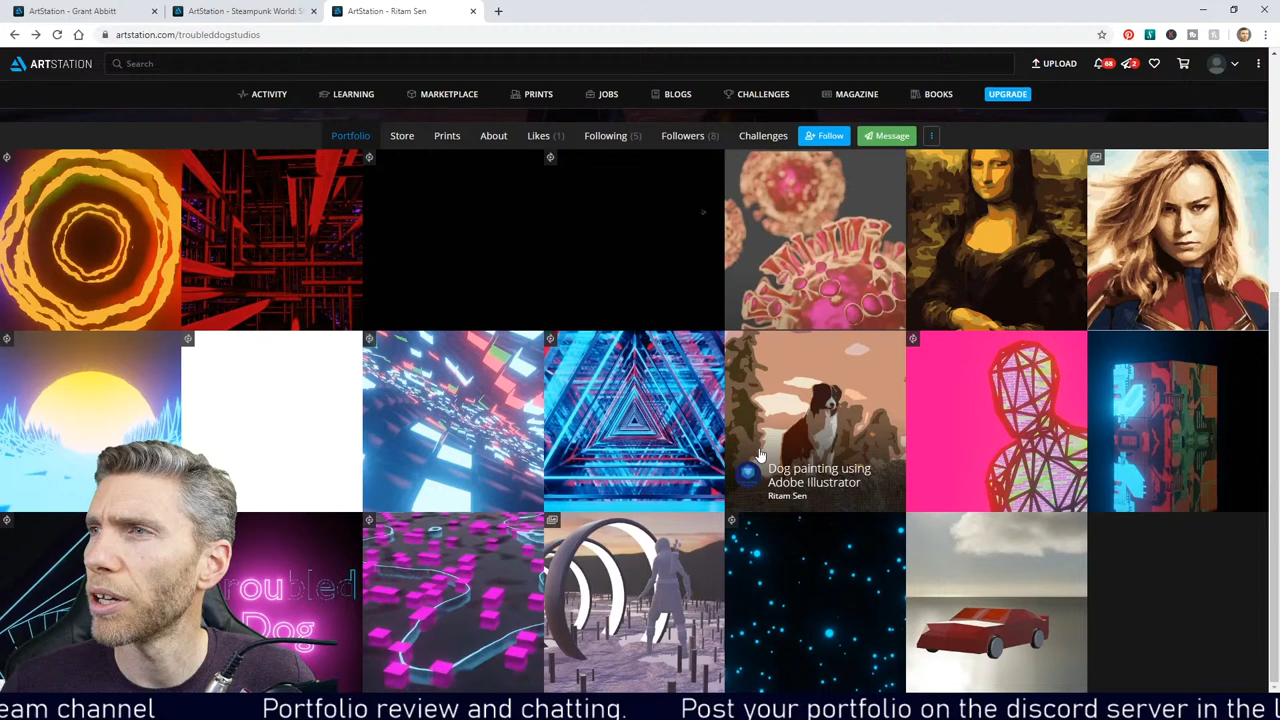 ArtStation - Grant Abbitt
ArtStation - Steampunk World: S
ArtStation - Ritam Sen
artstation.com/troubleddogstudios
ARTSTATION
Search
UPLOAD
68
2
ACTIVITY
LEARNING
MARKETPLACE
PRINTS
JOBS
BLOGS
CHALLENGES
MAGAZINE
BOOKS
UPGRADE
Portfolio
Store
Prints
About
Likes (1)
Following (5)
Followers (8)
Challenges
Follow
Message
Dog painting using
Adobe Illustrator
Ritam Sen
roubled
Dog
eam channel
Portfolio review and chatting.
Post your portfolio on the discord server in the l